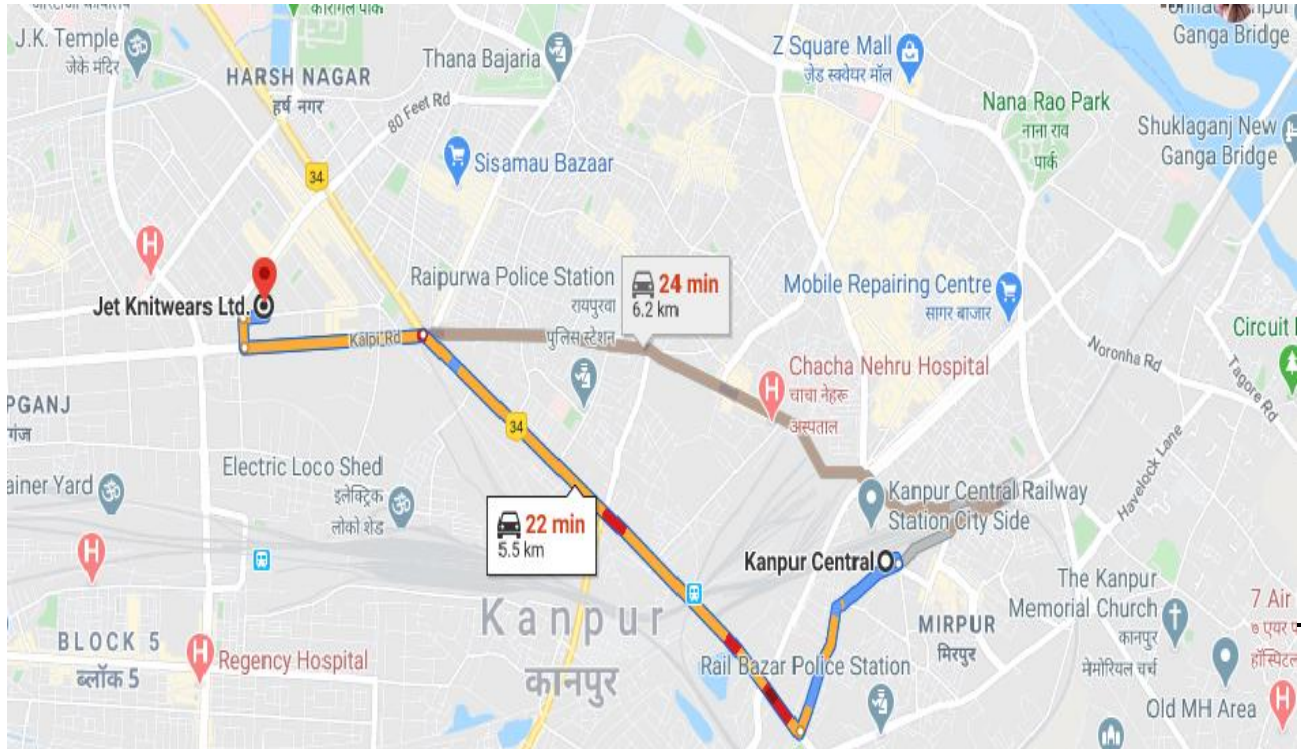 कारागल पार्क
J.K. Temple
जेके मंदिर
HARSH NAGAR
हर्ष नगर
Thana Bajaria
80 Feet Rd
Z Square Mall
ज़ेड स्क्वेयर मॉल
Ganga Bridge
Nana Rao Park
नाना राव
पार्क
Shuklaganj New
Ganga Bridge
34
Sisamau Bazaar
Jet Knitwears Ltd.
Kalpi Rd
Raipurwa Police Station
रायपुरवा
पुलिस स्टेशन
24 min
6.2 km
Mobile Repairing Centre
सागर बाजार
Noronha Rd
Tagore Rd
Circuit
Chacha Nehru Hospital
चाचा नेहरू
अस्पताल
PGANJ
गंज
34
Electric Loco Shed
इलेक्ट्रिक
लोको शेड
ainer Yard
22 min
5.5 km
Kanpur Central Railway
Station City Side
Havelock Lane
Kanpur Central
Kanpur
कानपुर
MIRPUR
मिरपुर
The Kanpur
Memorial Church
कानपुर
मेमोरियल चर्च
7 Air
७ एयर
हॉस्पिटल
BLOCK 5
ब्लॉक 5
Regency Hospital
Rail Bazar Police Station
Old MH Area